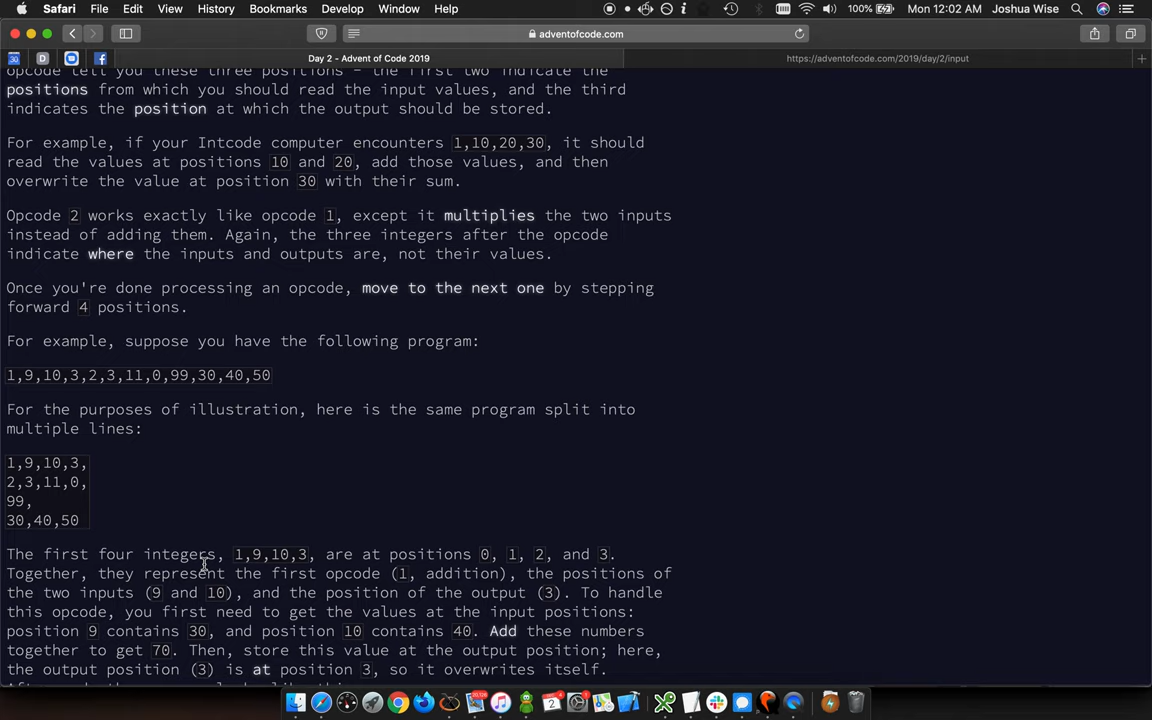 Safari File Edit View History Bookmarks Develop Window Help 100% Mon 12:02 AM Joshua Wise
adventofcode.com
Day 2 - Advent of Code 2019 https://adventofcode.com/2019/day/2/input
opcode tell you these three positions - the first two indicate the
positions from which you should read the input values, and the third
indicates the position at which the output should be stored.
For example, if your Intcode computer encounters 1,10,20,30, it should
read the values at positions 10 and 20, add those values, and then
overwrite the value at position 30 with their sum.
Opcode 2 works exactly like opcode 1, except it multiplies the two inputs
instead of adding them. Again, the three integers after the opcode
indicate where the inputs and outputs are, not their values.
Once you're done processing an opcode, move to the next one by stepping
forward 4 positions.
For example, suppose you have the following program:
1,9,10,3,2,3,11,0,99,30,40,50
For the purposes of illustration, here is the same program split into
multiple lines:
1,9,10,3,
2,3,11,0,
99,
30,40,50
The first four integers, 1,9,10,3, are at positions 0, 1, 2, and 3.
Together, they represent the first opcode (1, addition), the positions of
the two inputs (9 and 10), and the position of the output (3). To handle
this opcode, you first need to get the values at the input positions:
position 9 contains 30, and position 10 contains 40. Add these numbers
together to get 70. Then, store this value at the output position; here,
the output position (3) is at position 3, so it overwrites itself.